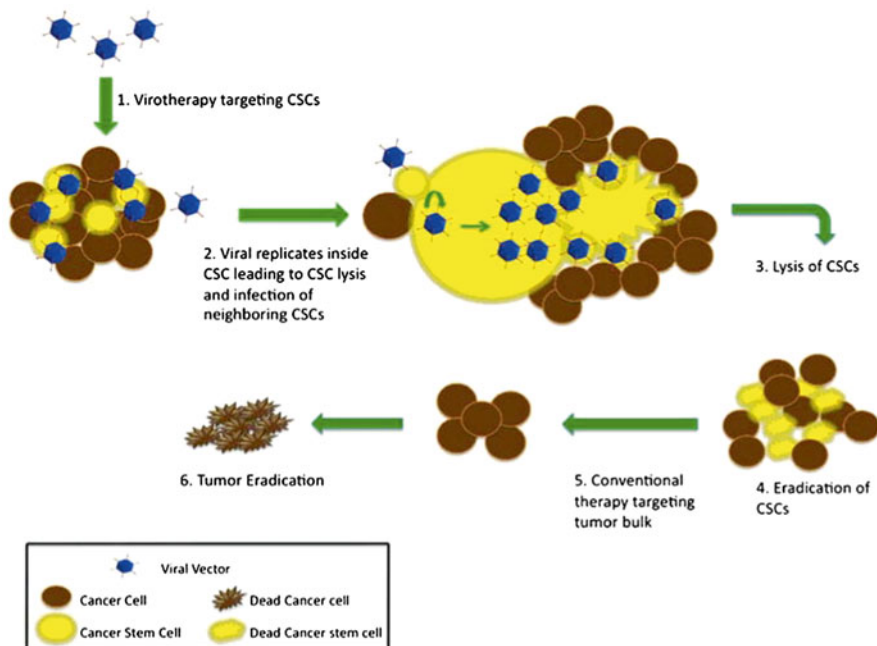 1. Virotherapy targeting CSCs
2. Viral replicates inside
CSC leading to CSC lysis
and infection of
neighboring CSCs
3. Lysis of CSCs
4. Eradication of
CSCs
5. Conventional
therapy targeting
tumor bulk
6. Tumor Eradication
Viral Vector
Cancer Cell
Dead Cancer cell
Cancer Stem Cell
Dead Cancer stem cell